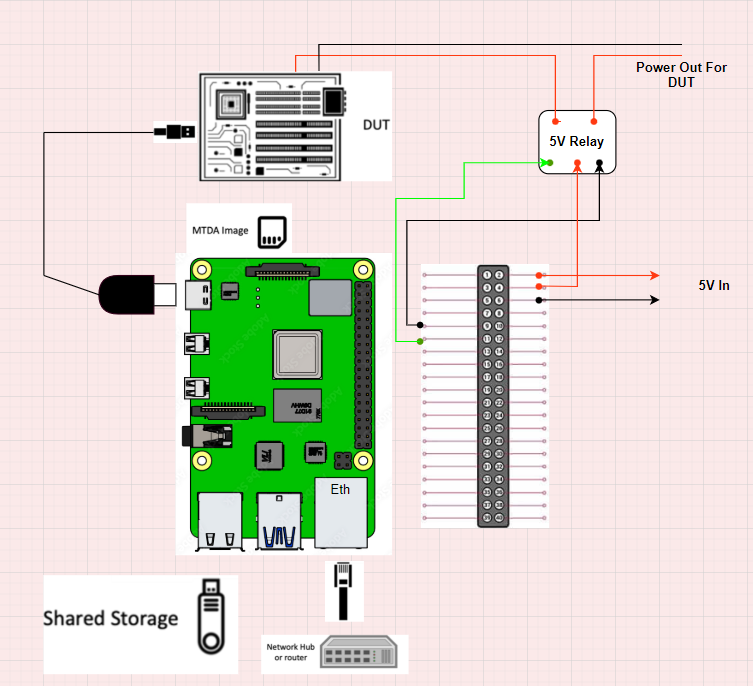 Power Out For
DUT
DUT
5V Relay
MTDA Image
5V In
1 2
3 4
5 6
7 8
9 10
11 12
13 14
15 16
17 18
19 20
21 22
23 24
25 26
27 28
29 30
31 32
33 34
35 36
37 38
39 40
Eth
Shared Storage
Network Hub
or router